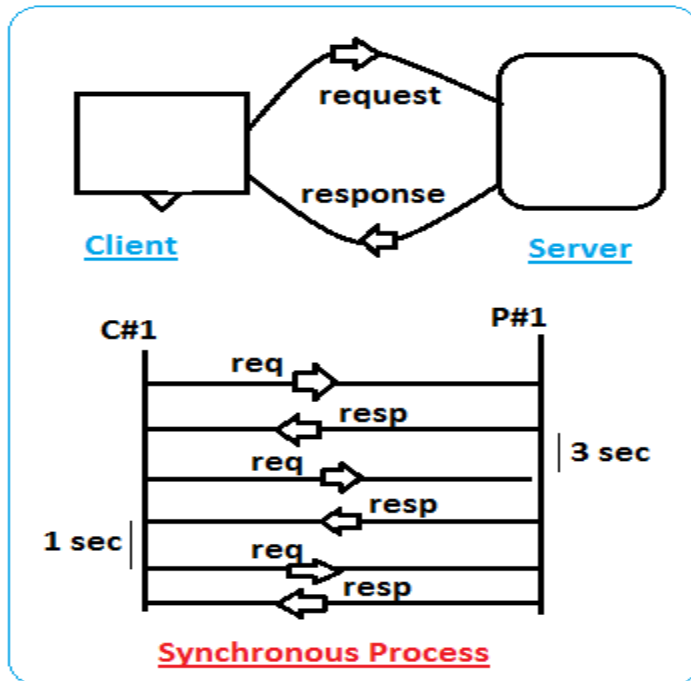 request
response
Client
Server
C#1
P#1
req
resp
3 sec
req
resp
1 sec
req
resp
Synchronous Process